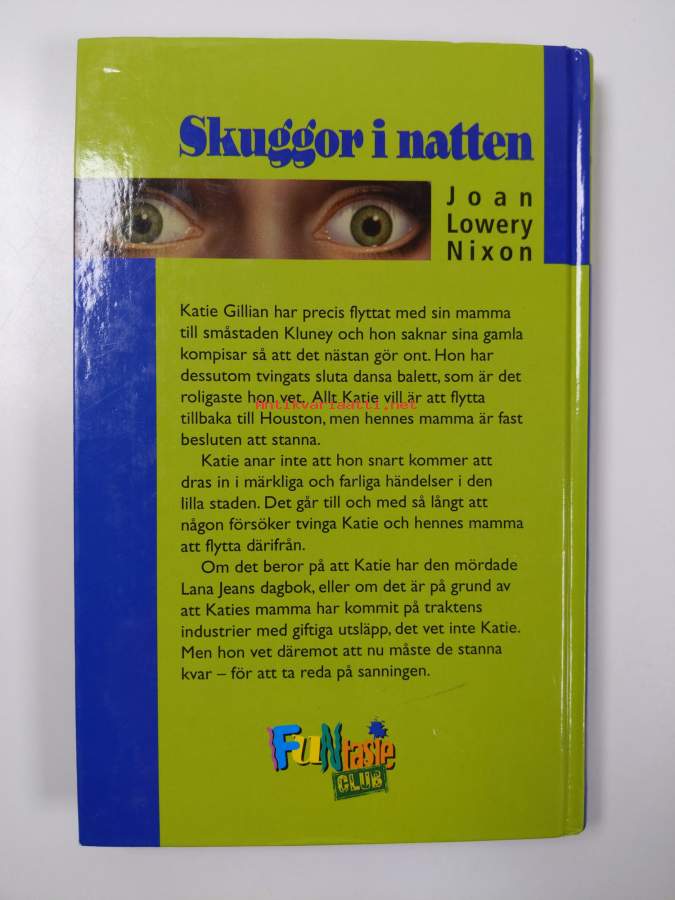 Skuggor i natten
Joan
Lowery
Nixon
Katie Gillian har precis flyttat med sin mamma
till småstaden Kluney och hon saknar sina gamla
kompisar så att det nästan gör ont. Hon har
dessutom tvingats sluta dansa balett, som är det
roligaste hon vet. Allt Katie vill är att flytta
Antikvariaatti.net
tillbaka till Houston, men hennes mamma är fast
besluten att stanna.
Katie anar inte att hon snart kommer att
dras in i märkliga och farliga händelser i den
lilla staden. Det går till och med så långt att
någon försöker tvinga Katie och hennes mamma
att flytta därifrån.
Om det beror på att Katie har den mördade
Lana Jeans dagbok, eller om det är på grund av
att Katies mamma har kommit på traktens
industrier med giftiga utsläpp, det vet inte Katie.
Men hon vet däremot att nu måste de stanna
kvar – för att ta reda på sanningen.
FUNtasie
CLUB